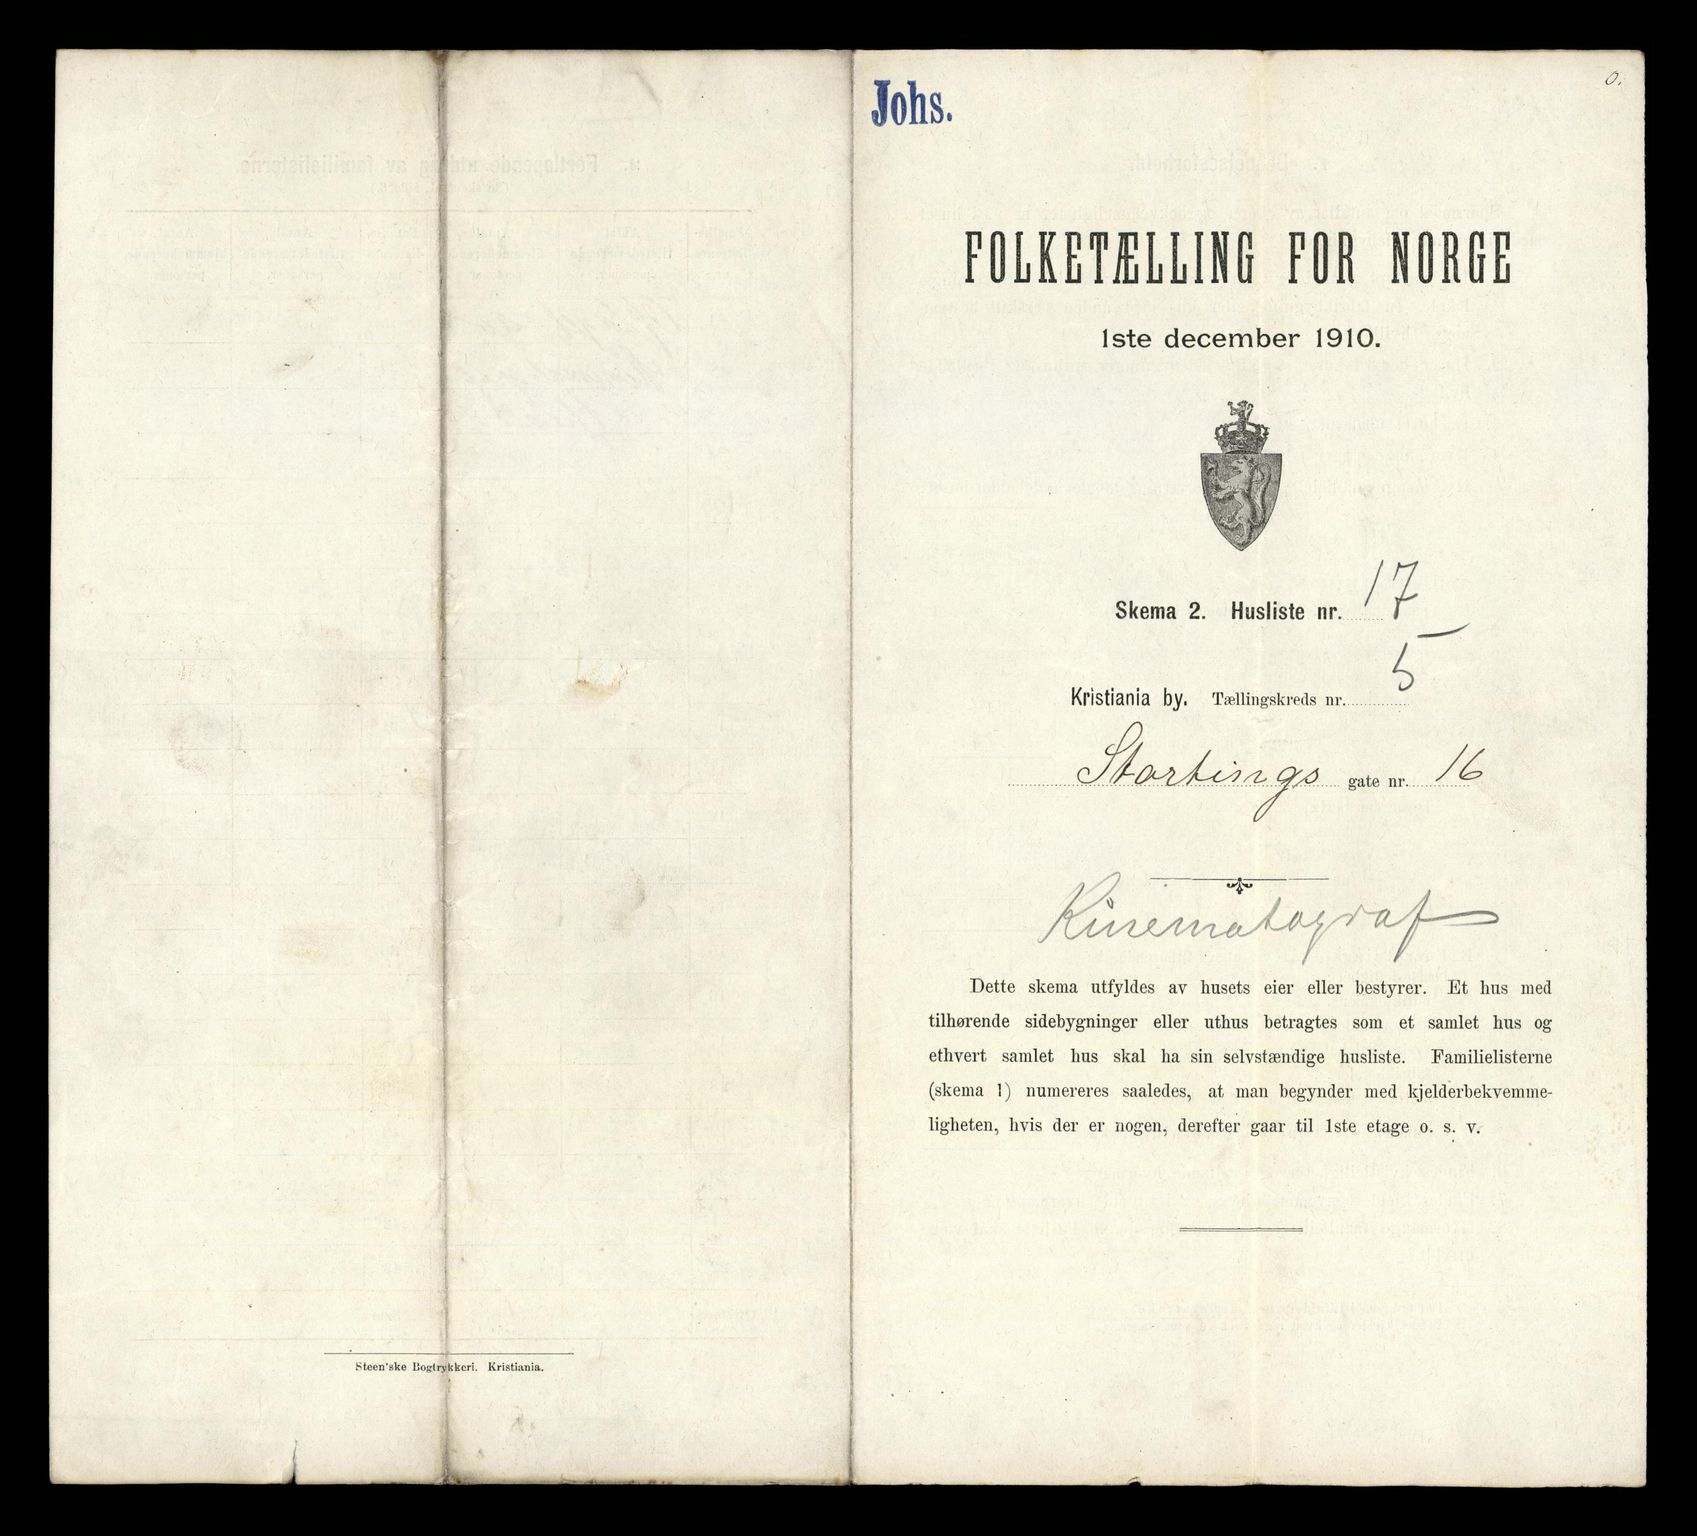 Johs.
o.
FOLKETÆLLING FOR NORGE
1ste december 1910.
Skema 2. Husliste nr. 17
Kristiania by. Tællingskreds nr. 5
Stortings gate nr. 16
Kinematograf
Dette skema utfyldes av husets eier eller bestyrer. Et hus med
tilhørende sidebygninger eller uthus betragtes som et samlet hus og
ethvert samlet hus skal ha sin selvstændige husliste. Familielisterne
(skema 1) numereres saaledes, at man begynder med kjelderbekvemme-
ligheten, hvis der er nogen, derefter gaar til 1ste etage o. s. v.
Steen'ske Bogtrykkeri. Kristiania.